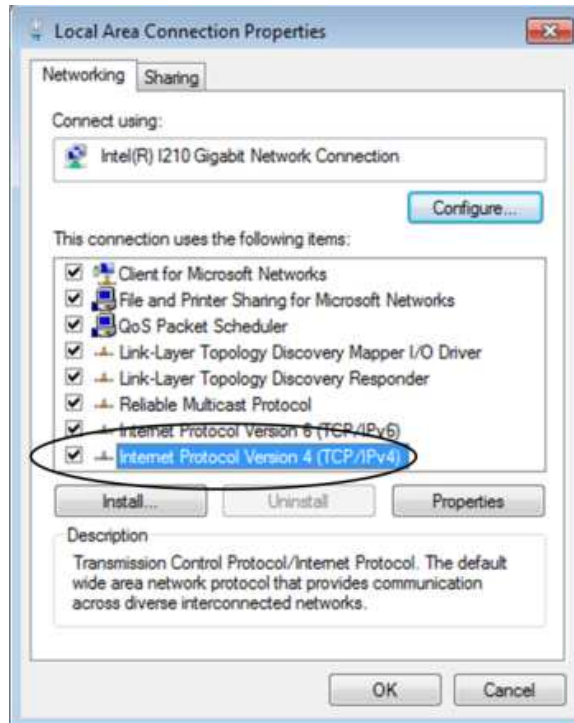 Local Area Connection Properties
Networking
Sharing
Connect using:
Intel(R) I210 Gigabit Network Connection
Configure...
This connection uses the following items:
Client for Microsoft Networks
File and Printer Sharing for Microsoft Networks
QoS Packet Scheduler
Link-Layer Topology Discovery Mapper I/O Driver
Link-Layer Topology Discovery Responder
Reliable Multicast Protocol
Internet Protocol Version 6 (TCP/IPv6)
Internet Protocol Version 4 (TCP/IPv4)
Install...
Uninstall
Properties
Description
Transmission Control Protocol/Internet Protocol. The default
wide area network protocol that provides communication
across diverse interconnected networks.
OK
Cancel